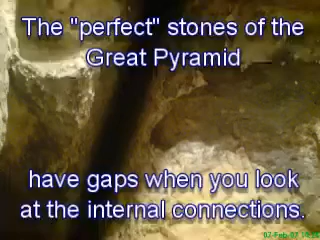 The "perfect" stones of the
Great Pyramid
have gaps when you look
at the internal connections.